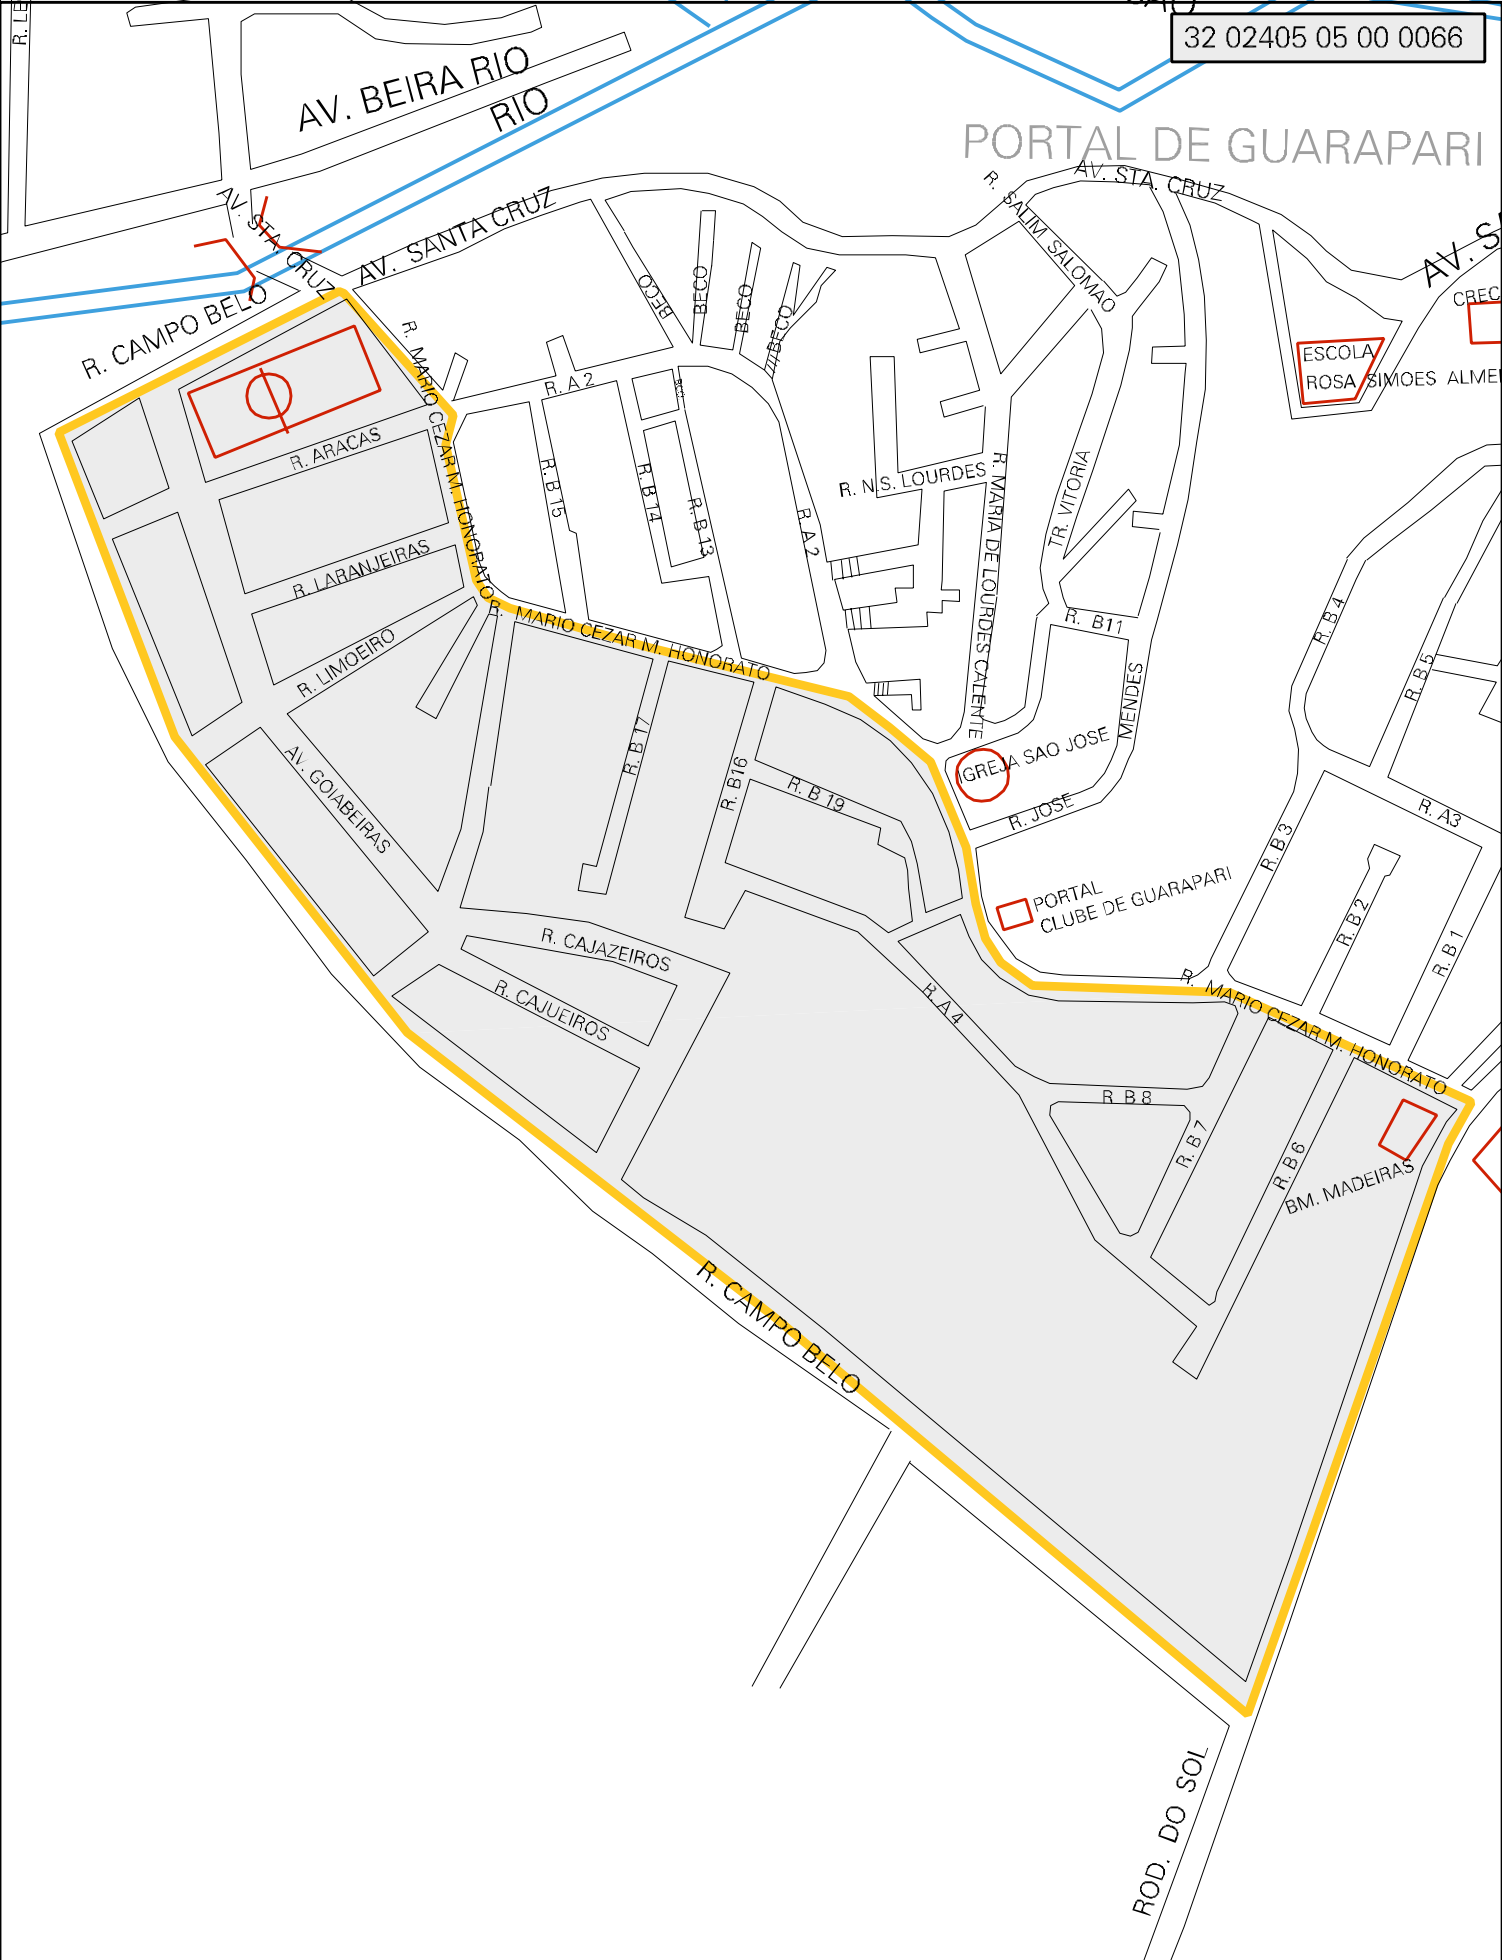 32 02405 05 00 0066
R. LE
AV. BEIRA RIO
RIO
PORTAL DE GUARAPARI
AV. STA. CRUZ
AV. SANTA CRUZ
R. SALIM SALOMAO
AV. STA. CRUZ
AV. S
CREC
R. CAMPO BELO
BECO
BECO
BECO
BECO
ESCOLA
ROSA SIMOES ALMEI
R. MARIO CEZAR M. HONORATO
R. A 2
R. ARACAS
R. B 15
R. B 14
R. B 13
R. A 2
R. N.S. LOURDES
R. MARIA DE LOURDES CALENTE
TR. VITORIA
R. LARANJEIRAS
R. LIMOEIRO
R. MARIO CEZAR M. HONORATO
R. B11
R. B 4
R. B 5
MENDES
R. JOSE
IGREJA SAO JOSE
R. B 17
R. B16
R. B 19
AV. GOIABEIRAS
R. A3
R. B 3
R. B 2
R. B 1
PORTAL
CLUBE DE GUARAPARI
R. CAJAZEIROS
R. CAJUEIROS
R. A 4
R. MARIO CEZAR M. HONORATO
R. B 8
R. B 7
R. B 6
BM. MADEIRAS
R. CAMPO BELO
ROD. DO SOL